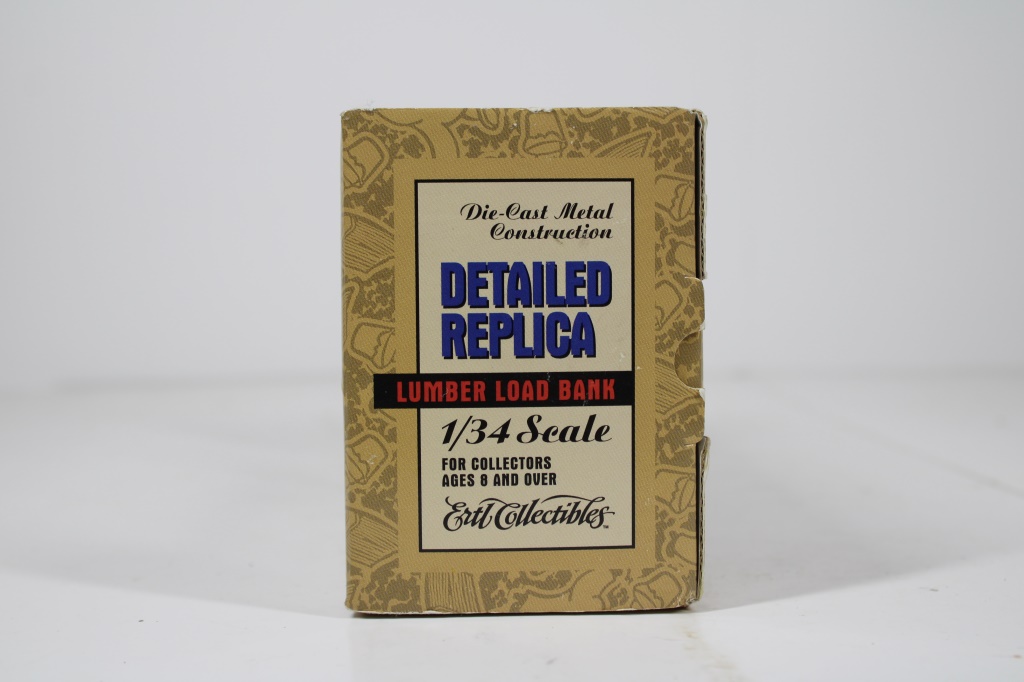 Die-Cast Metal
Construction
DETAILED
REPLICA
LUMBER LOAD BANK
1/34 Scale
FOR COLLECTORS
AGES 8 AND OVER
Ertl Collectibles™